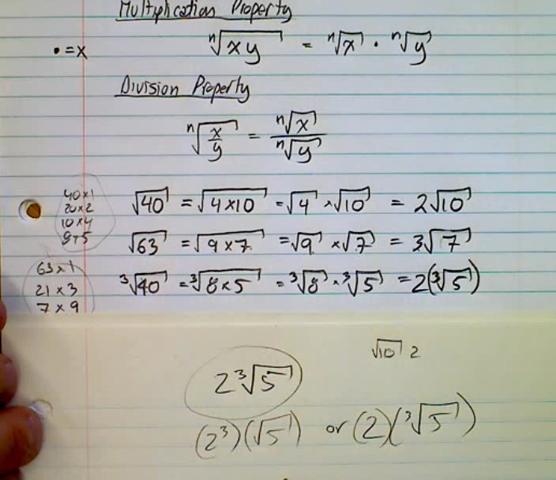 Multiplication Property
ⁿ√xy = ⁿ√x · ⁿ√y
• = x
Division Property
ⁿ√(x/y) = ⁿ√x / ⁿ√y
40×1
20×2
10×4
8×5
√40 = √4×10 = √4 × √10 = 2√10
√63 = √9×7 = √9 × √7 = 3√7
63×1
21×3
7×9
³√40 = ³√8×5 = ³√8 · ³√5 = 2(³√5)
√10 2
2³√5
(2³)(√5) or (2)(³√5)